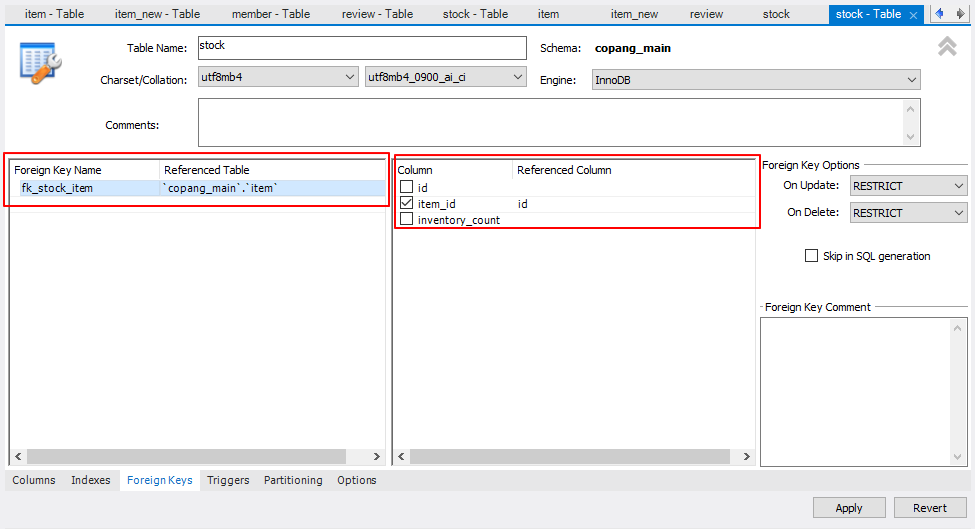 item - Table item_new - Table member - Table review - Table stock - Table item item_new review stock stock - Table
Table Name: stock Schema: copang_main
Charset/Collation: utf8mb4 utf8mb4_0900_ai_ci Engine: InnoDB
Comments:
Foreign Key Name Referenced Table
fk_stock_item `copang_main`.`item`
Column Referenced Column
id
item_id id
inventory_count
Foreign Key Options
On Update: RESTRICT
On Delete: RESTRICT
Skip in SQL generation
Foreign Key Comment
Columns Indexes Foreign Keys Triggers Partitioning Options
Apply Revert